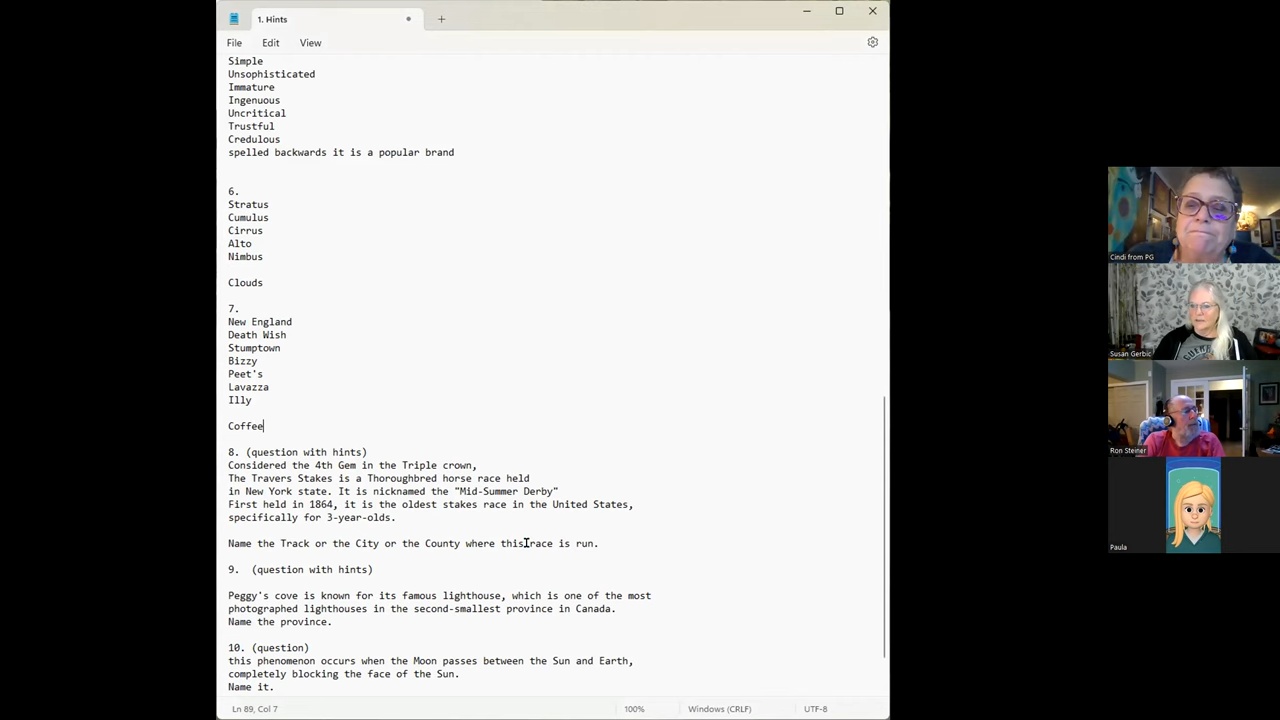 1. Hints
File Edit View
Simple
Unsophisticated
Immature
Ingenuous
Uncritical
Trustful
Credulous
spelled backwards it is a popular brand
6.
Stratus
Cumulus
Cirrus
Alto
Nimbus
Clouds
7.
New England
Death Wish
Stumptown
Bizzy
Peet's
Lavazza
Illy
Coffee
8. (question with hints)
Considered the 4th Gem in the Triple crown,
The Travers Stakes is a Thoroughbred horse race held
in New York state. It is nicknamed the "Mid-Summer Derby"
First held in 1864, it is the oldest stakes race in the United States,
specifically for 3-year-olds.
Name the Track or the City or the County where this race is run.
9.  (question with hints)
Peggy's cove is known for its famous lighthouse, which is one of the most
photographed lighthouses in the second-smallest province in Canada.
Name the province.
10. (question)
this phenomenon occurs when the Moon passes between the Sun and Earth,
completely blocking the face of the Sun.
Name it.
Ln 89, Col 7 100% Windows (CRLF) UTF-8
Cindi from PG
Susan Gerbic
Ron Steiner
Paula